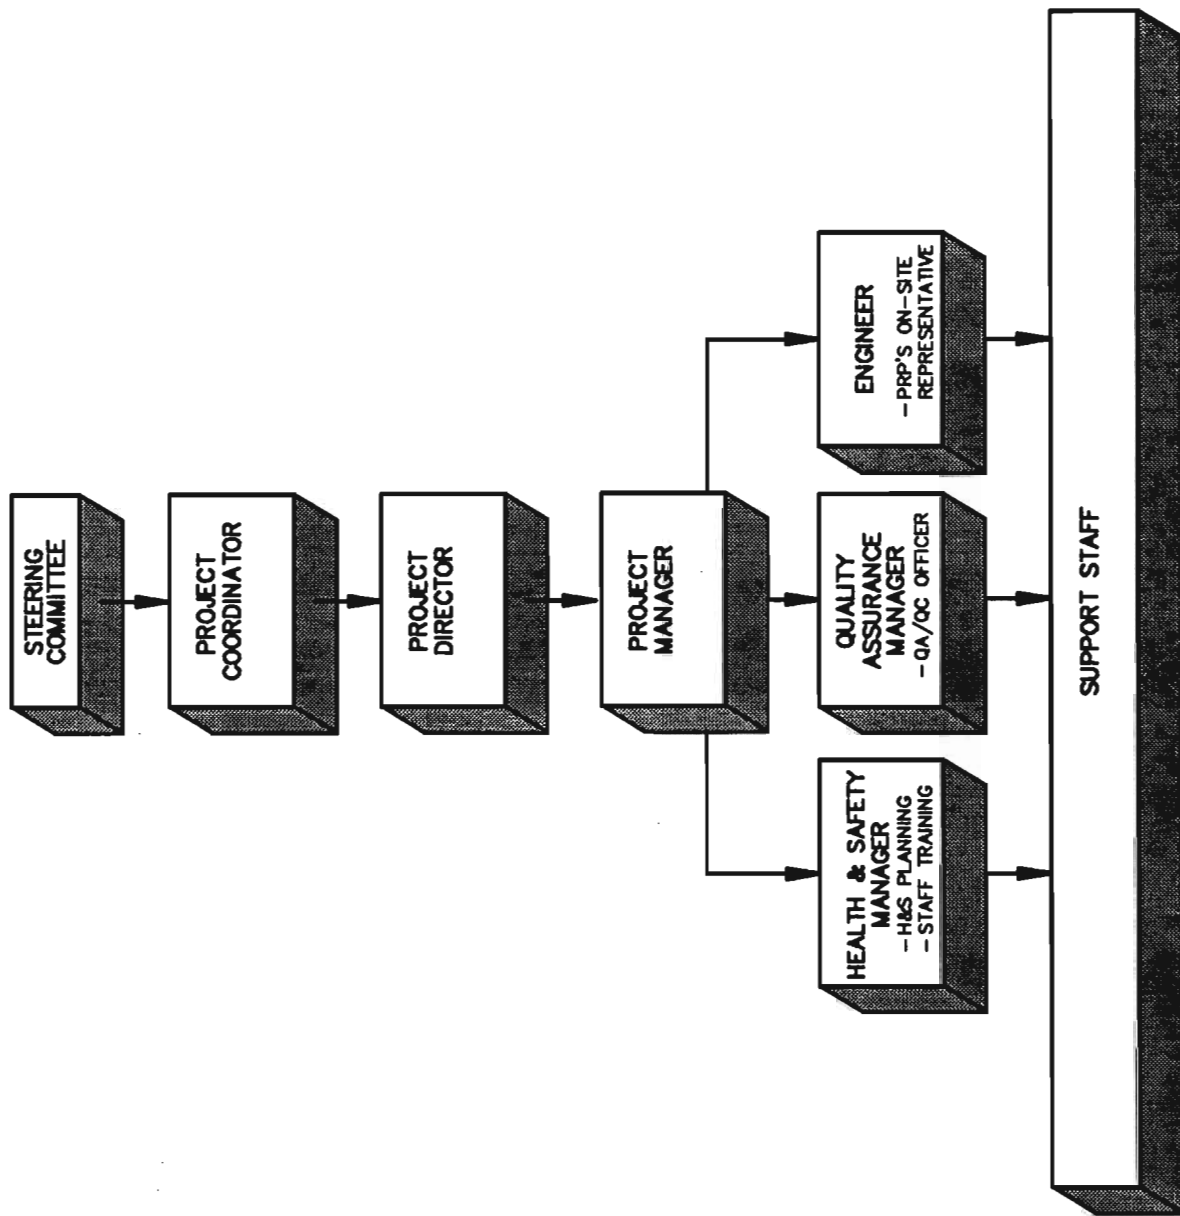 STEERING
COMMITTEE
PROJECT
COORDINATOR
PROJECT
DIRECTOR
PROJECT
MANAGER
HEALTH & SAFETY
MANAGER
-H&S PLANNING
-STAFF TRAINING
QUALITY
ASSURANCE
MANAGER
-QA/QC OFFICER
ENGINEER
-PRP'S ON-SITE
REPRESENTATIVE
SUPPORT STAFF